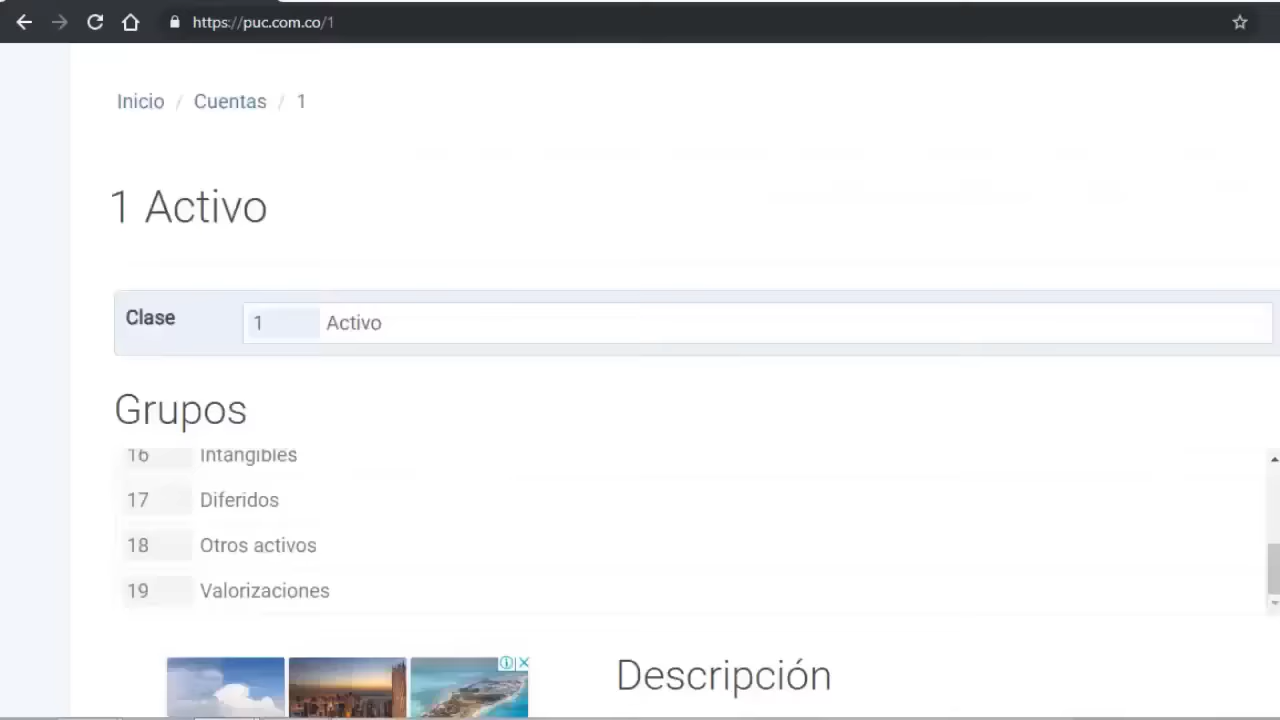 https://puc.com.co/1
Inicio / Cuentas / 1
1 Activo
Clase 1 Activo
Grupos
16 Intangibles
17 Diferidos
18 Otros activos
19 Valorizaciones
Descripción